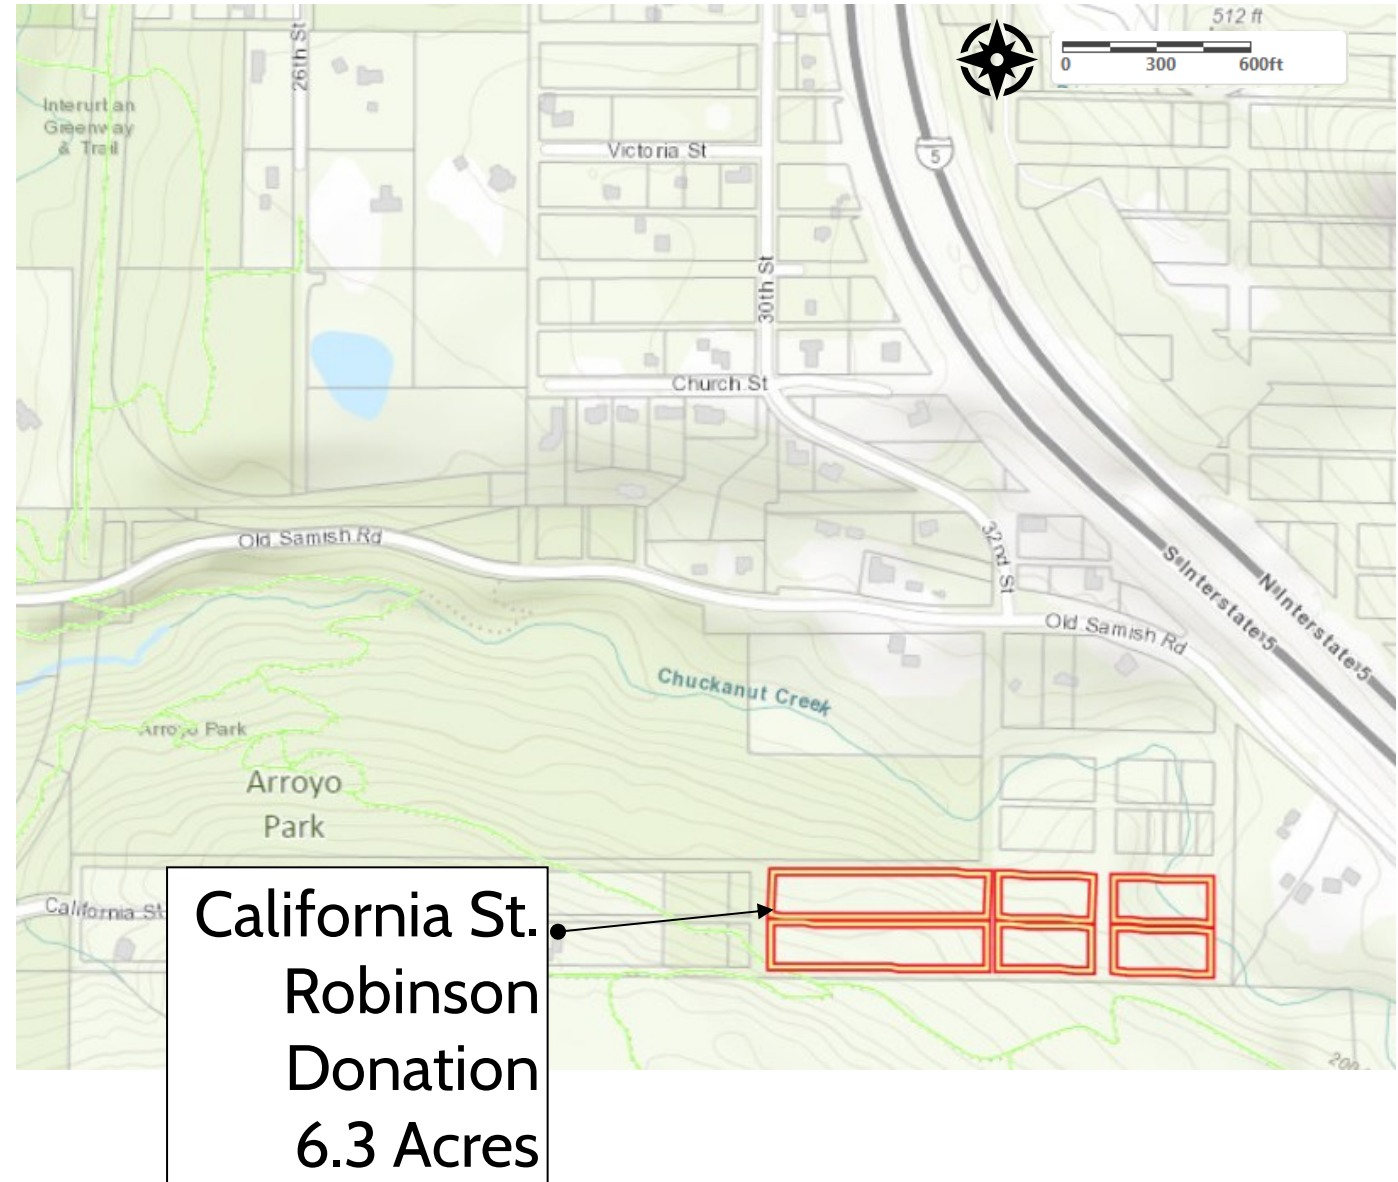 26th St
512 ft
0 300 600ft
Interurban
Greenway
& Trail
5
Victoria St
30th St
Church St
Old Samish Rd
32nd St
S Interstate 5
N Interstate 5
Old Samish Rd
Chuckanut Creek
Arroyo Park
Arroyo
Park
California St
California St.
Robinson
Donation
6.3 Acres